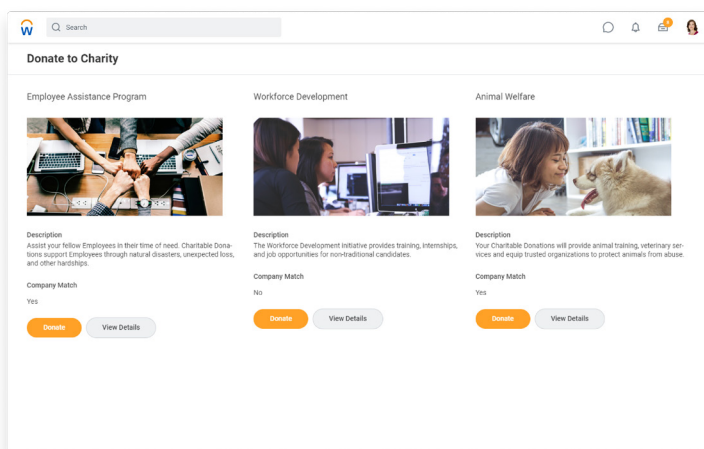 Search
Donate to Charity
Employee Assistance Program
Description
Assist your fellow Employees in their time of need. Charitable Dona-
tions support Employees through natural disasters, unexpected loss,
and other hardships.
Company Match
Yes
Donate View Details
Workforce Development
Description
The Workforce Development initiative provides training, internships,
and job opportunities for non-traditional candidates.
Company Match
No
Donate View Details
Animal Welfare
Description
Your Charitable Donations will provide animal training, veterinary ser-
vices and equip trusted organizations to protect animals from abuse.
Company Match
Yes
Donate View Details